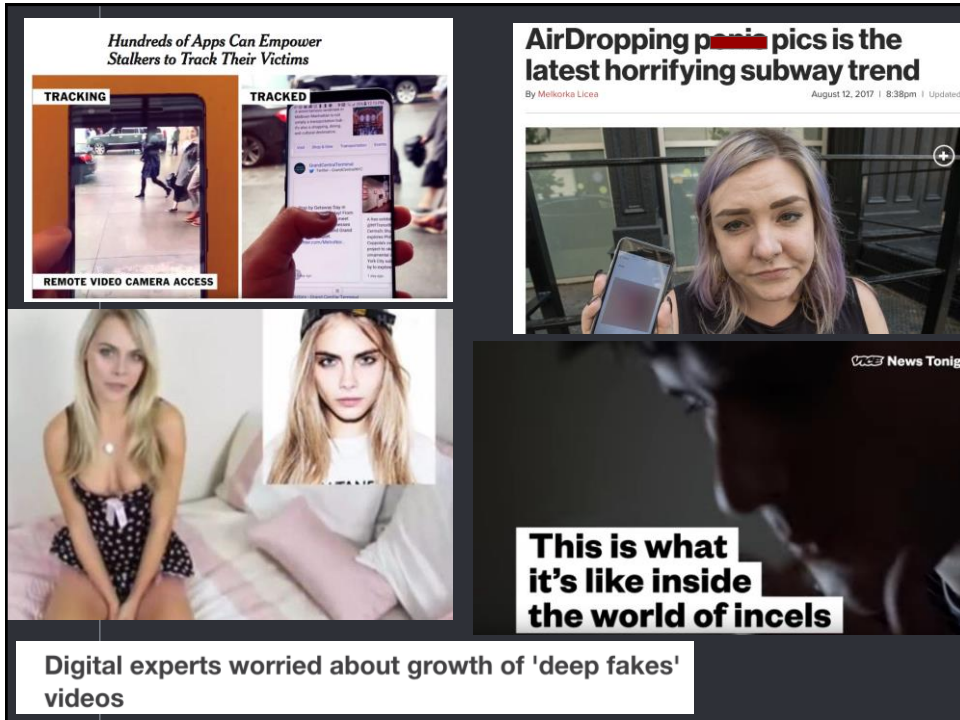 Hundreds of Apps Can Empower
Stalkers to Track Their Victims
TRACKING
TRACKED
REMOTE VIDEO CAMERA ACCESS
AirDropping pics is the
latest horrifying subway trend
By Melkorka Licea
August 12, 2017 | 8:38pm | Updated
VICE News Tonig
This is what
it's like inside
the world of incels
Digital experts worried about growth of 'deep fakes'
videos